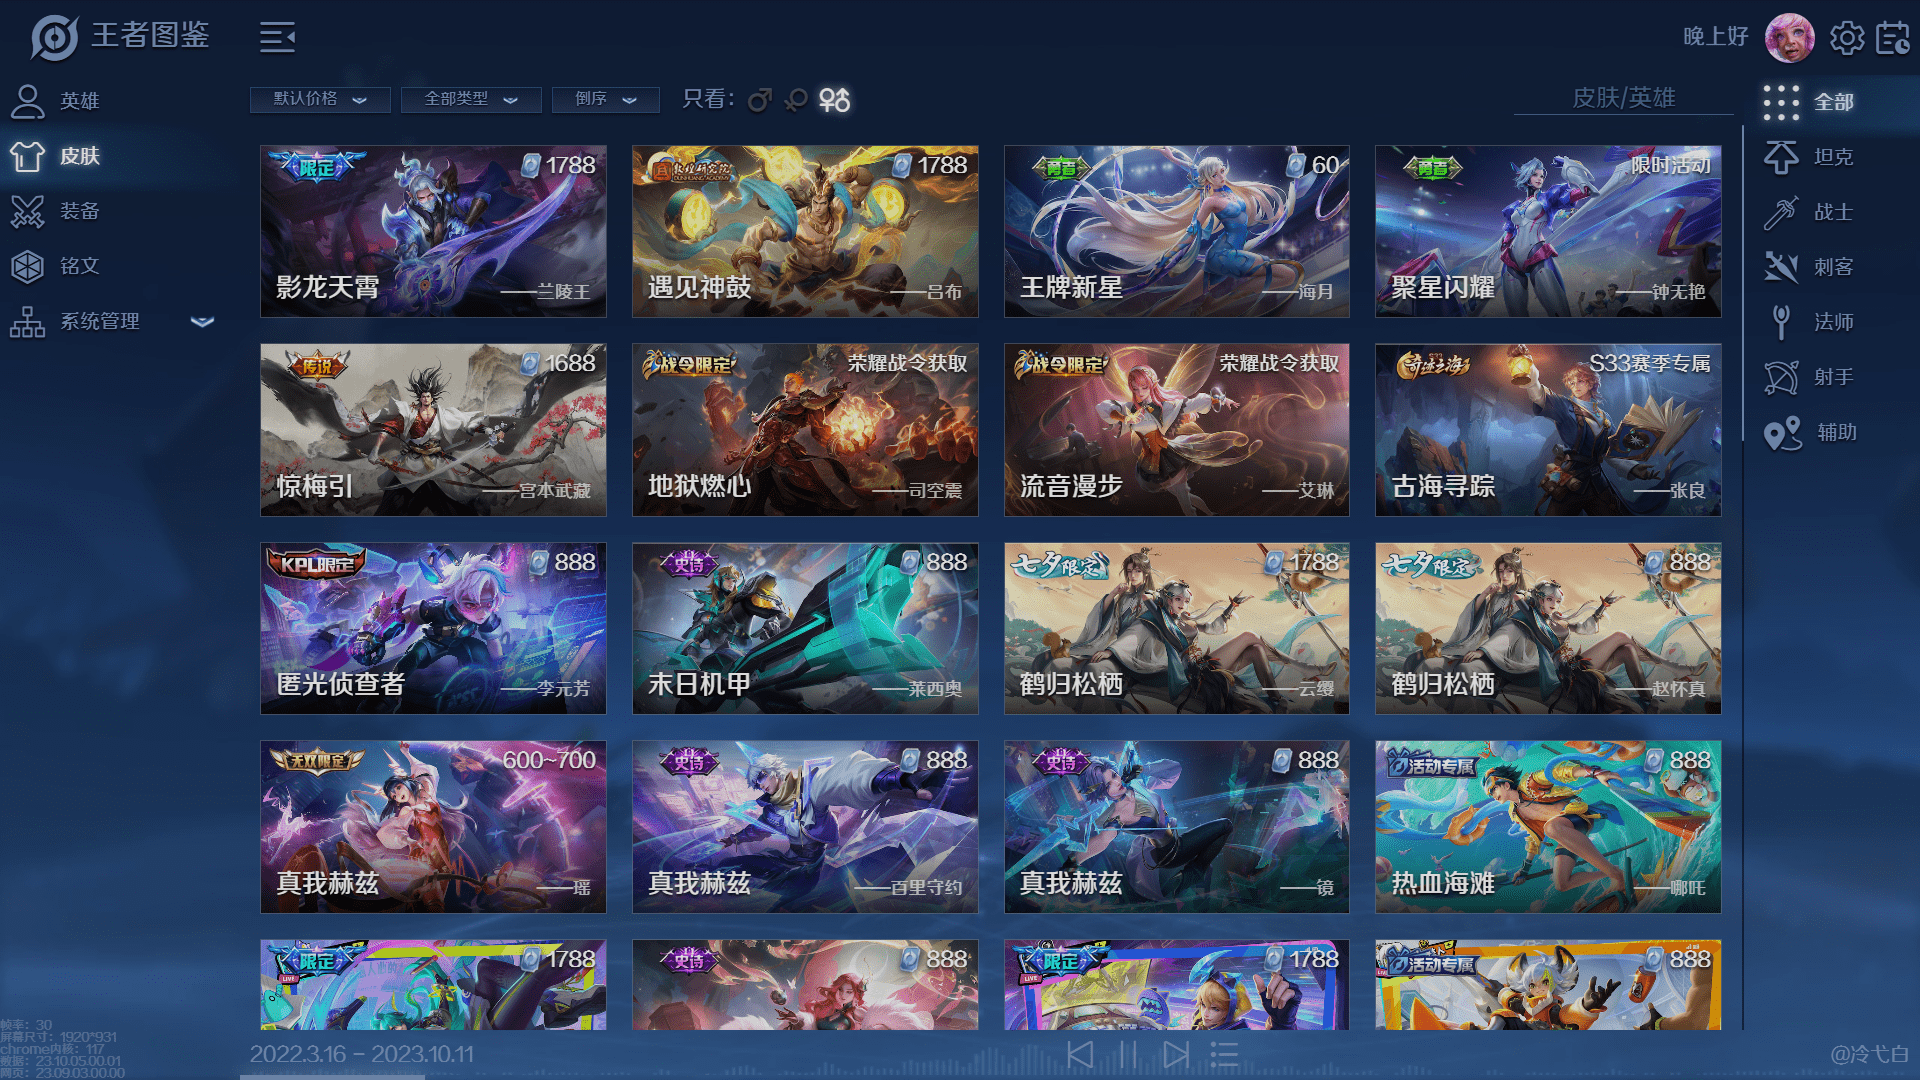 王者图鉴
晚上好
英雄
皮肤
装备
铭文
系统管理
默认价格
全部类型
倒序
只看：
皮肤/英雄
限定
1788
影龙天霄
——兰陵王
敦煌研究院
DUNHUANG ACADEMY
1788
遇见神鼓
——吕布
勇者
60
王牌新星
——海月
勇者
限时活动
聚星闪耀
——钟无艳
传说
1688
惊梅引
——宫本武藏
战令限定
荣耀战令获取
地狱燃心
——司空震
战令限定
荣耀战令获取
流音漫步
——艾琳
S33赛季专属
古海寻踪
——张良
KPL限定
888
匿光侦查者
——李元芳
史诗
888
末日机甲
——莱西奥
七夕限定
1788
鹤归松栖
——云缨
七夕限定
888
鹤归松栖
——赵怀真
无双限定
600~700
真我赫兹
——瑶
史诗
888
真我赫兹
——百里守约
史诗
888
真我赫兹
——镜
活动专属
888
热血海滩
——哪吒
限定
LIVE
1788
史诗
888
限定
LIVE
1788
活动专属
888
全部
坦克
战士
刺客
法师
射手
辅助
帧率：30
屏幕尺寸：1920*931
chrome内核：117
数据：23.10.05.00.01
网页：23.09.03.00.00
2022.3.16 - 2023.10.11
@冷弋白